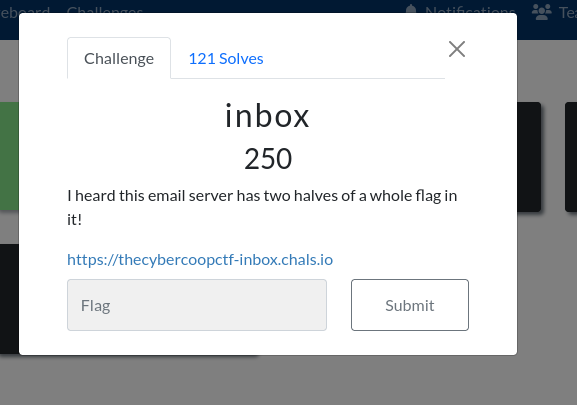 eboard Challenges Notifications Tea
Challenge 121 Solves
inbox
250
I heard this email server has two halves of a whole flag in
it!
https://thecybercoopctf-inbox.chals.io
Flag Submit